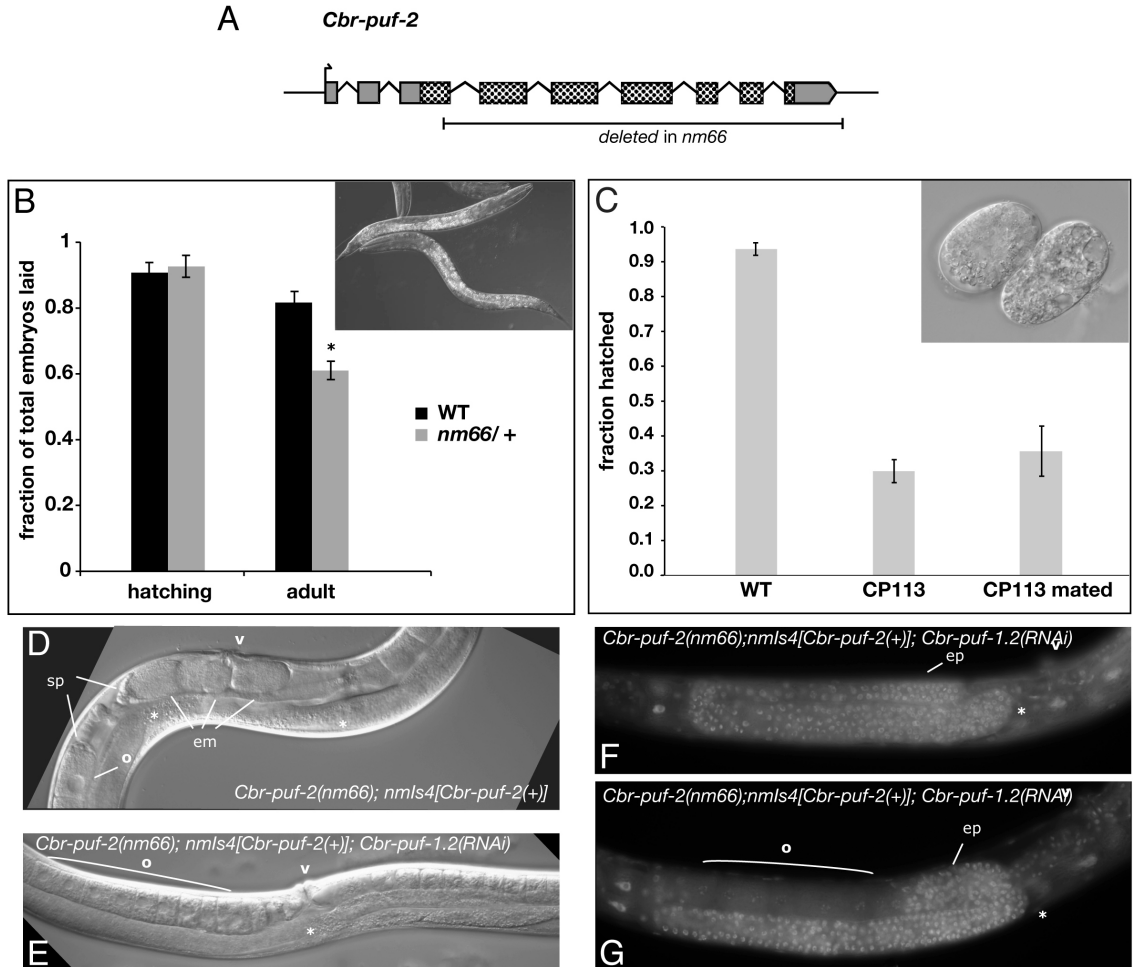 A
Cbr-puf-2
deleted in nm66
B
fraction of total embryos laid
1
0.8
0.6
0.4
0.2
0
*
WT
nm66/ +
hatching
adult
C
fraction hatched
1.0
0.9
0.8
0.7
0.6
0.5
0.4
0.3
0.2
0.1
0.0
WT
CP113
CP113 mated
D
v
sp
o
*
em
*
Cbr-puf-2(nm66); nmIs4[Cbr-puf-2(+)]
Cbr-puf-2(nm66); nmIs4[Cbr-puf-2(+)]; Cbr-puf-1.2(RNAi)
o
v
*
E
Cbr-puf-2(nm66);nmIs4[Cbr-puf-2(+)]; Cbr-puf-1.2(RNAi)
v
ep
*
F
Cbr-puf-2(nm66);nmIs4[Cbr-puf-2(+)]; Cbr-puf-1.2(RNAi)
v
ep
o
*
G